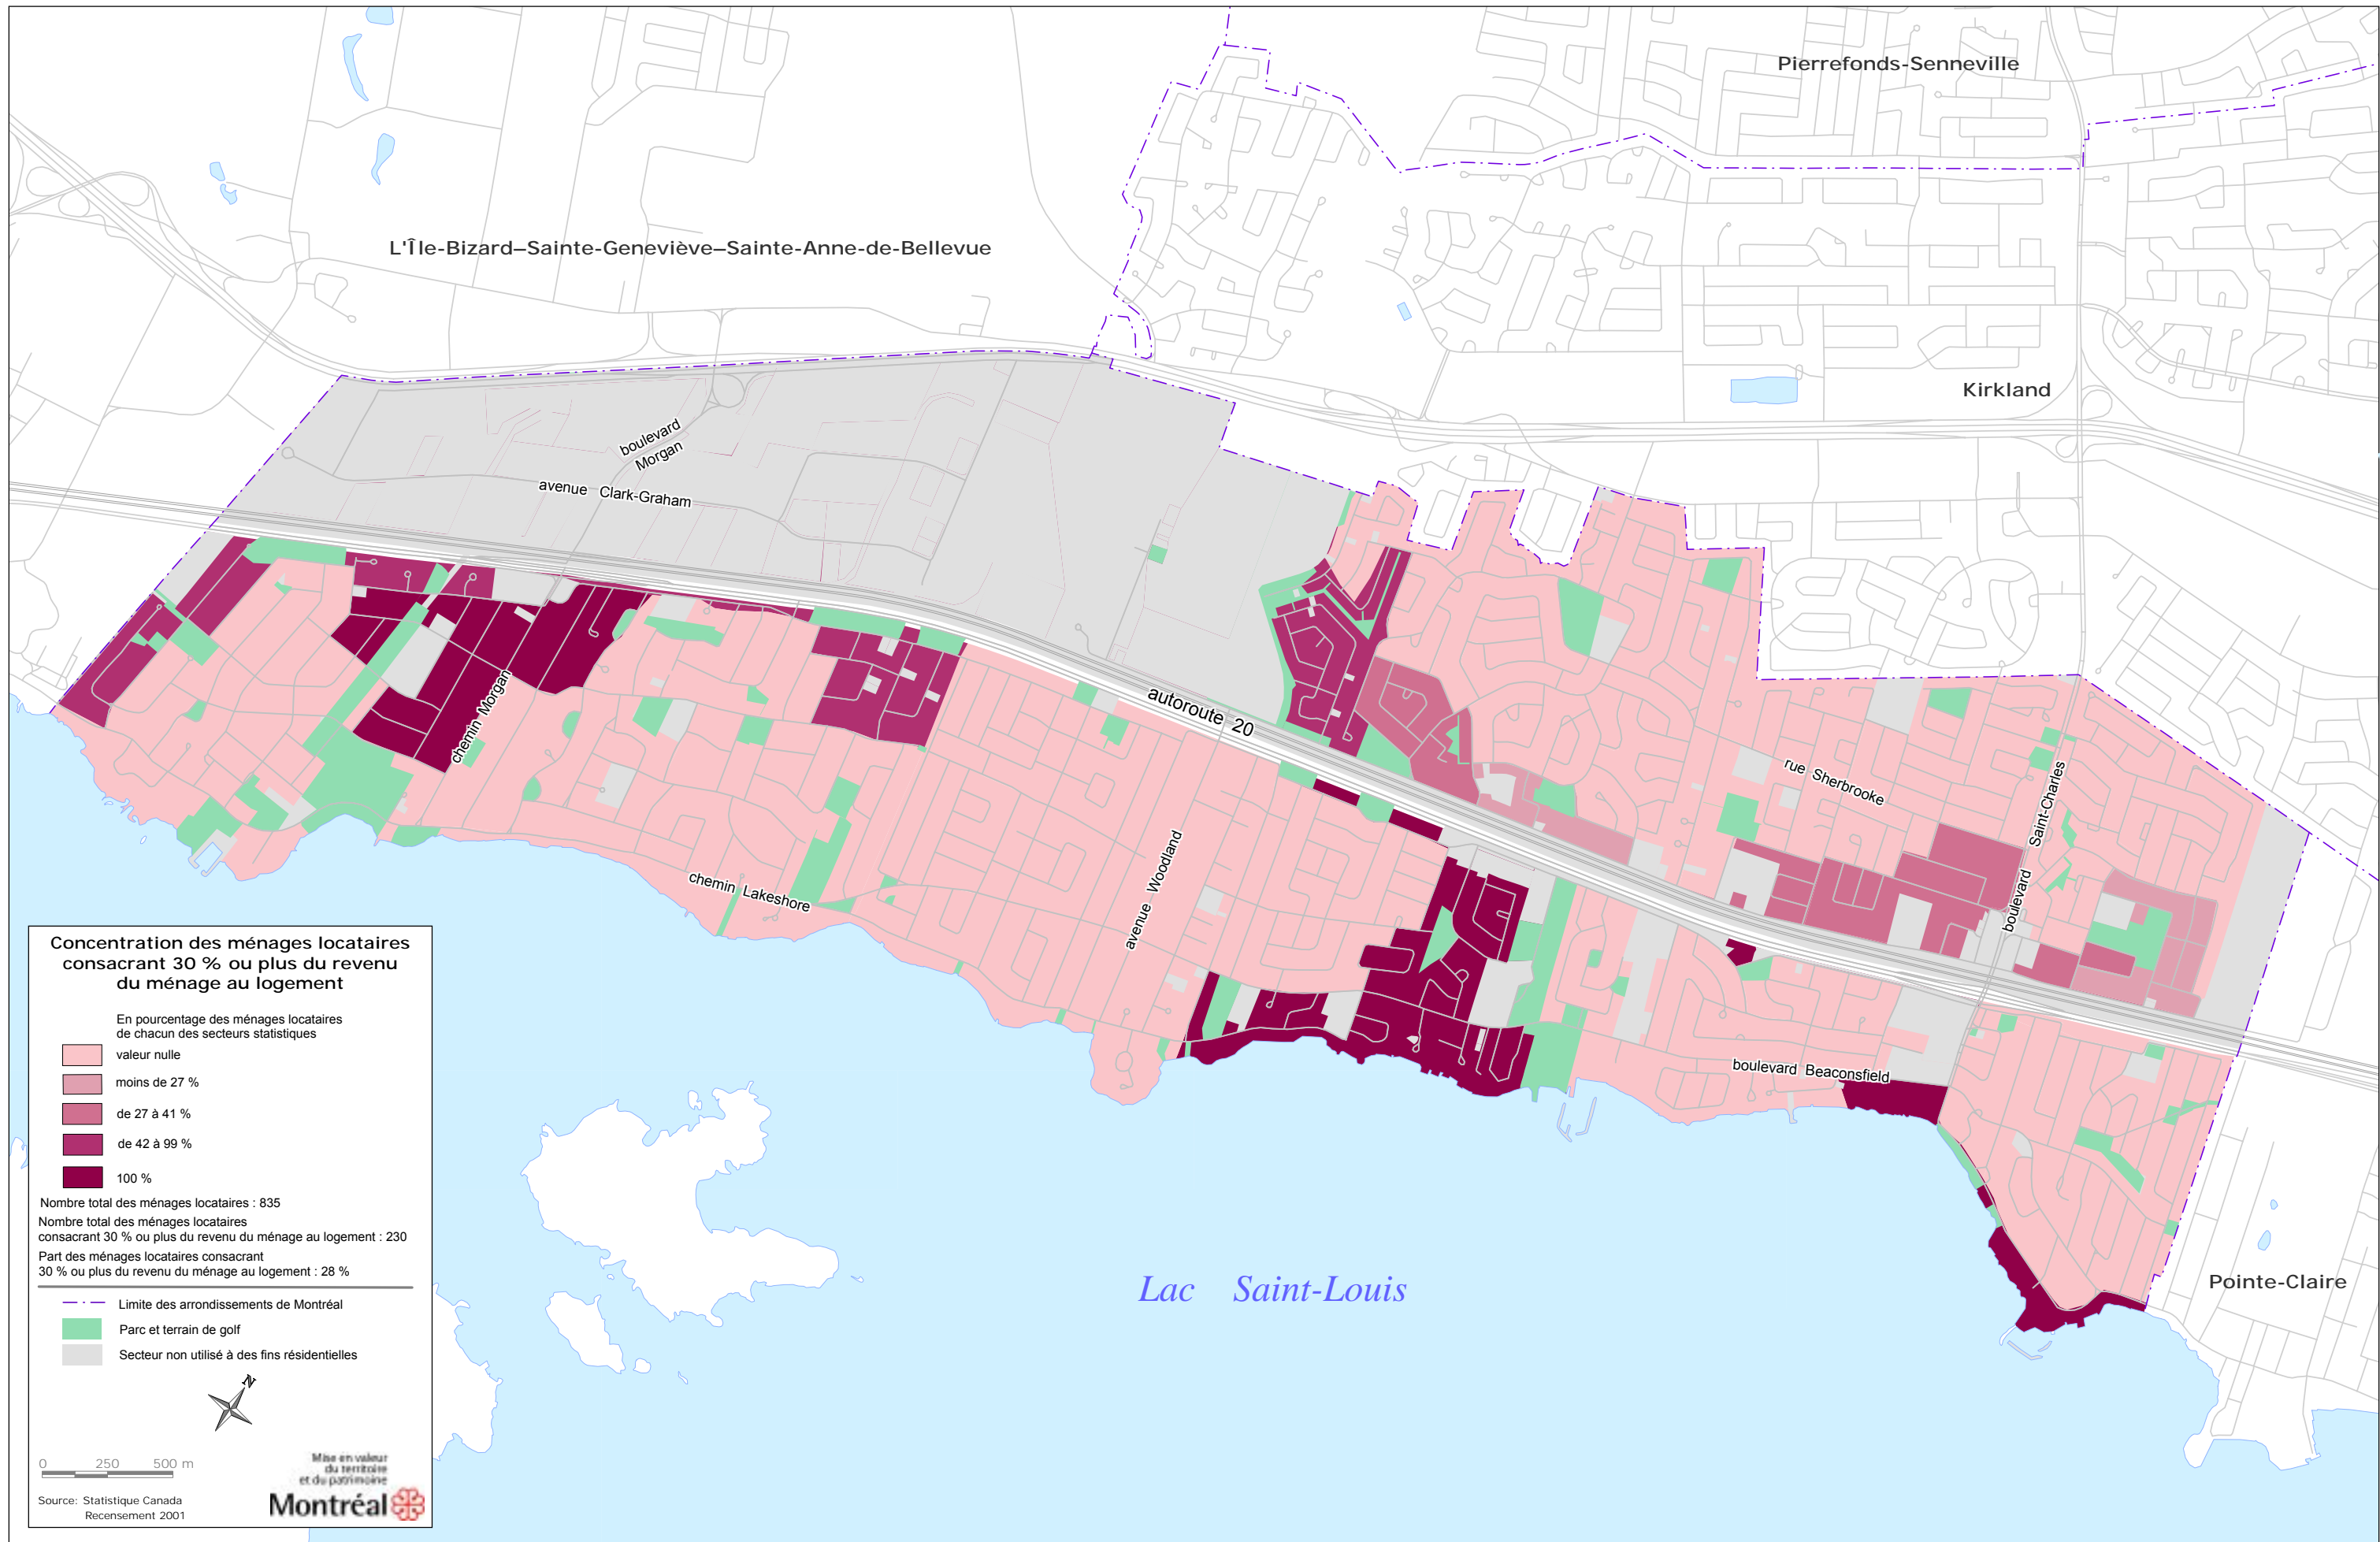 Pierrefonds-Senneville
L'Île-Bizard–Sainte-Geneviève–Sainte-Anne-de-Bellevue
Kirkland
boulevard
Morgan
avenue Clark-Graham
autoroute 20
chemin Morgan
rue Sherbrooke
boulevard Saint-Charles
avenue Woodland
chemin Lakeshore
boulevard Beaconsfield
Lac Saint-Louis
Pointe-Claire
Concentration des ménages locataires
consacrant 30 % ou plus du revenu
du ménage au logement
En pourcentage des ménages locataires
de chacun des secteurs statistiques
valeur nulle
moins de 27 %
de 27 à 41 %
de 42 à 99 %
100 %
Nombre total des ménages locataires : 835
Nombre total des ménages locataires
consacrant 30 % ou plus du revenu du ménage au logement : 230
Part des ménages locataires consacrant
30 % ou plus du revenu du ménage au logement : 28 %
Limite des arrondissements de Montréal
Parc et terrain de golf
Secteur non utilisé à des fins résidentielles
N
0 250 500 m
Mise en valeur
du territoire
et du patrimoine
Montréal
Source: Statistique Canada
Recensement 2001